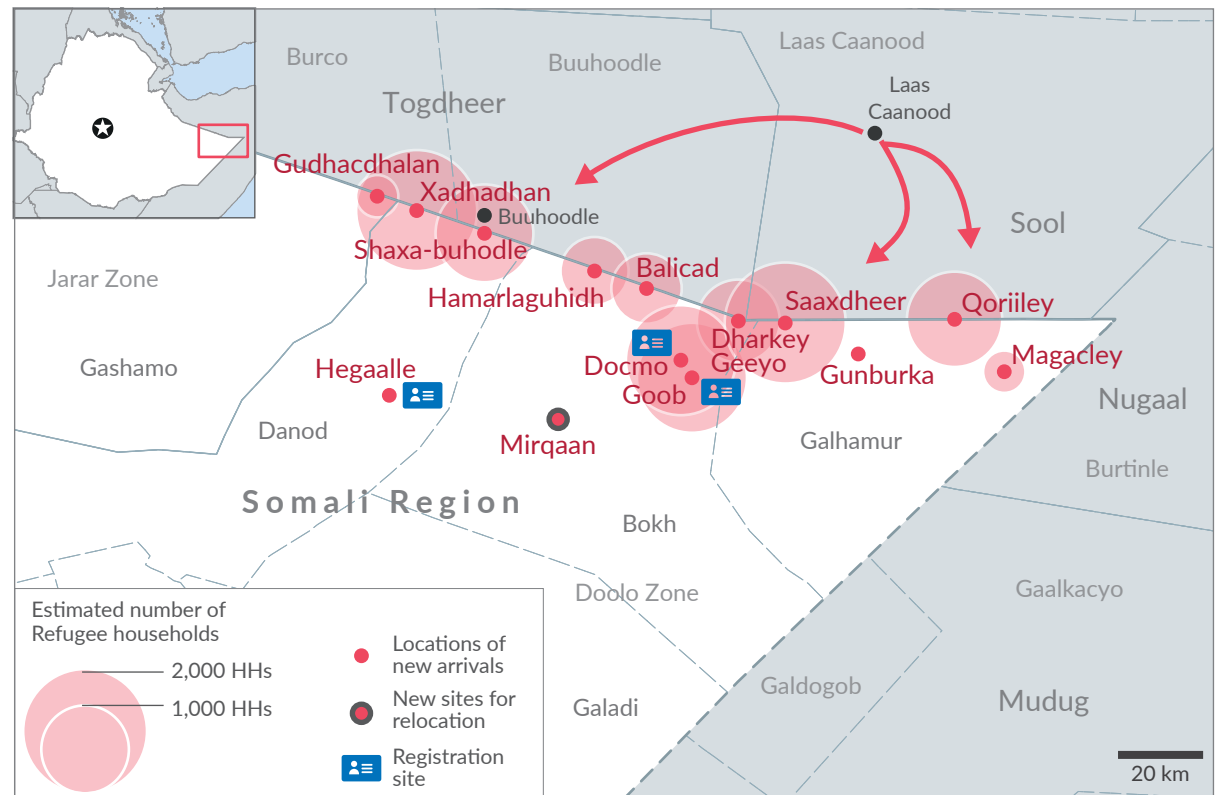 Burco
Buuhoodle
Laas Caanood
Togdheer
Laas
Caanood
Gudhacdhalan
Xadhadhan
Buuhoodle
Sool
Shaxa-buhodle
Jarar Zone
Balicad
Hamarlaguhidh
Saaxdheer
Qoriiley
Dharkey
Geeyo
Docmo
Goob
Gunburka
Magacley
Gashamo
Hegaalle
Nugaal
Danod
Mirqaan
Galhamur
Burtinle
Somali Region
Bokh
Doolo Zone
Gaalkacyo
Galdogob
Galadi
Mudug
Estimated number of
Refugee households
2,000 HHs
1,000 HHs
Locations of
new arrivals
New sites for
relocation
Registration
site
20 km